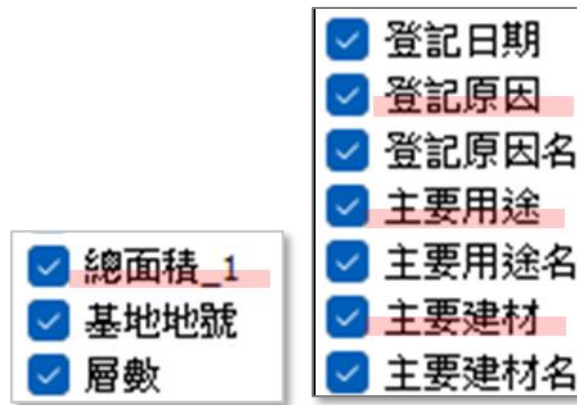 總面積_1
基地地號
層數
登記日期
登記原因
登記原因名
主要用途
主要用途名
主要建材
主要建材名